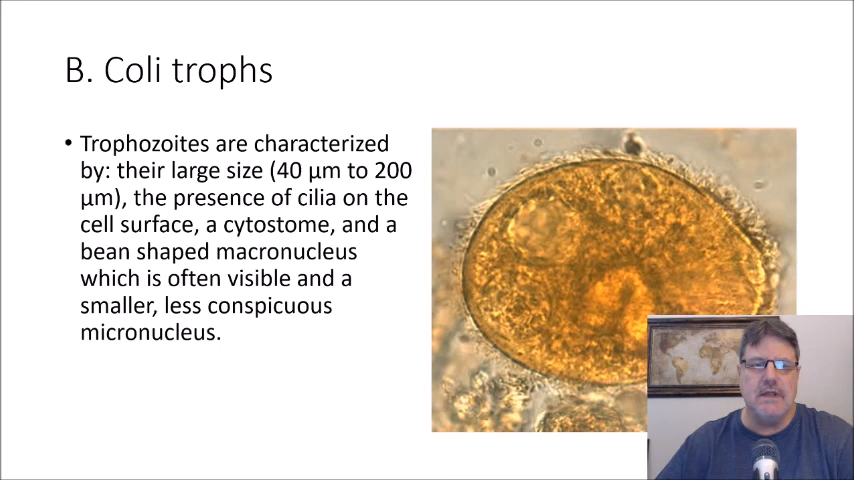 B. Coli trophs
• Trophozoites are characterized
by: their large size (40 µm to 200
µm), the presence of cilia on the
cell surface, a cytostome, and a
bean shaped macronucleus
which is often visible and a
smaller, less conspicuous
micronucleus.